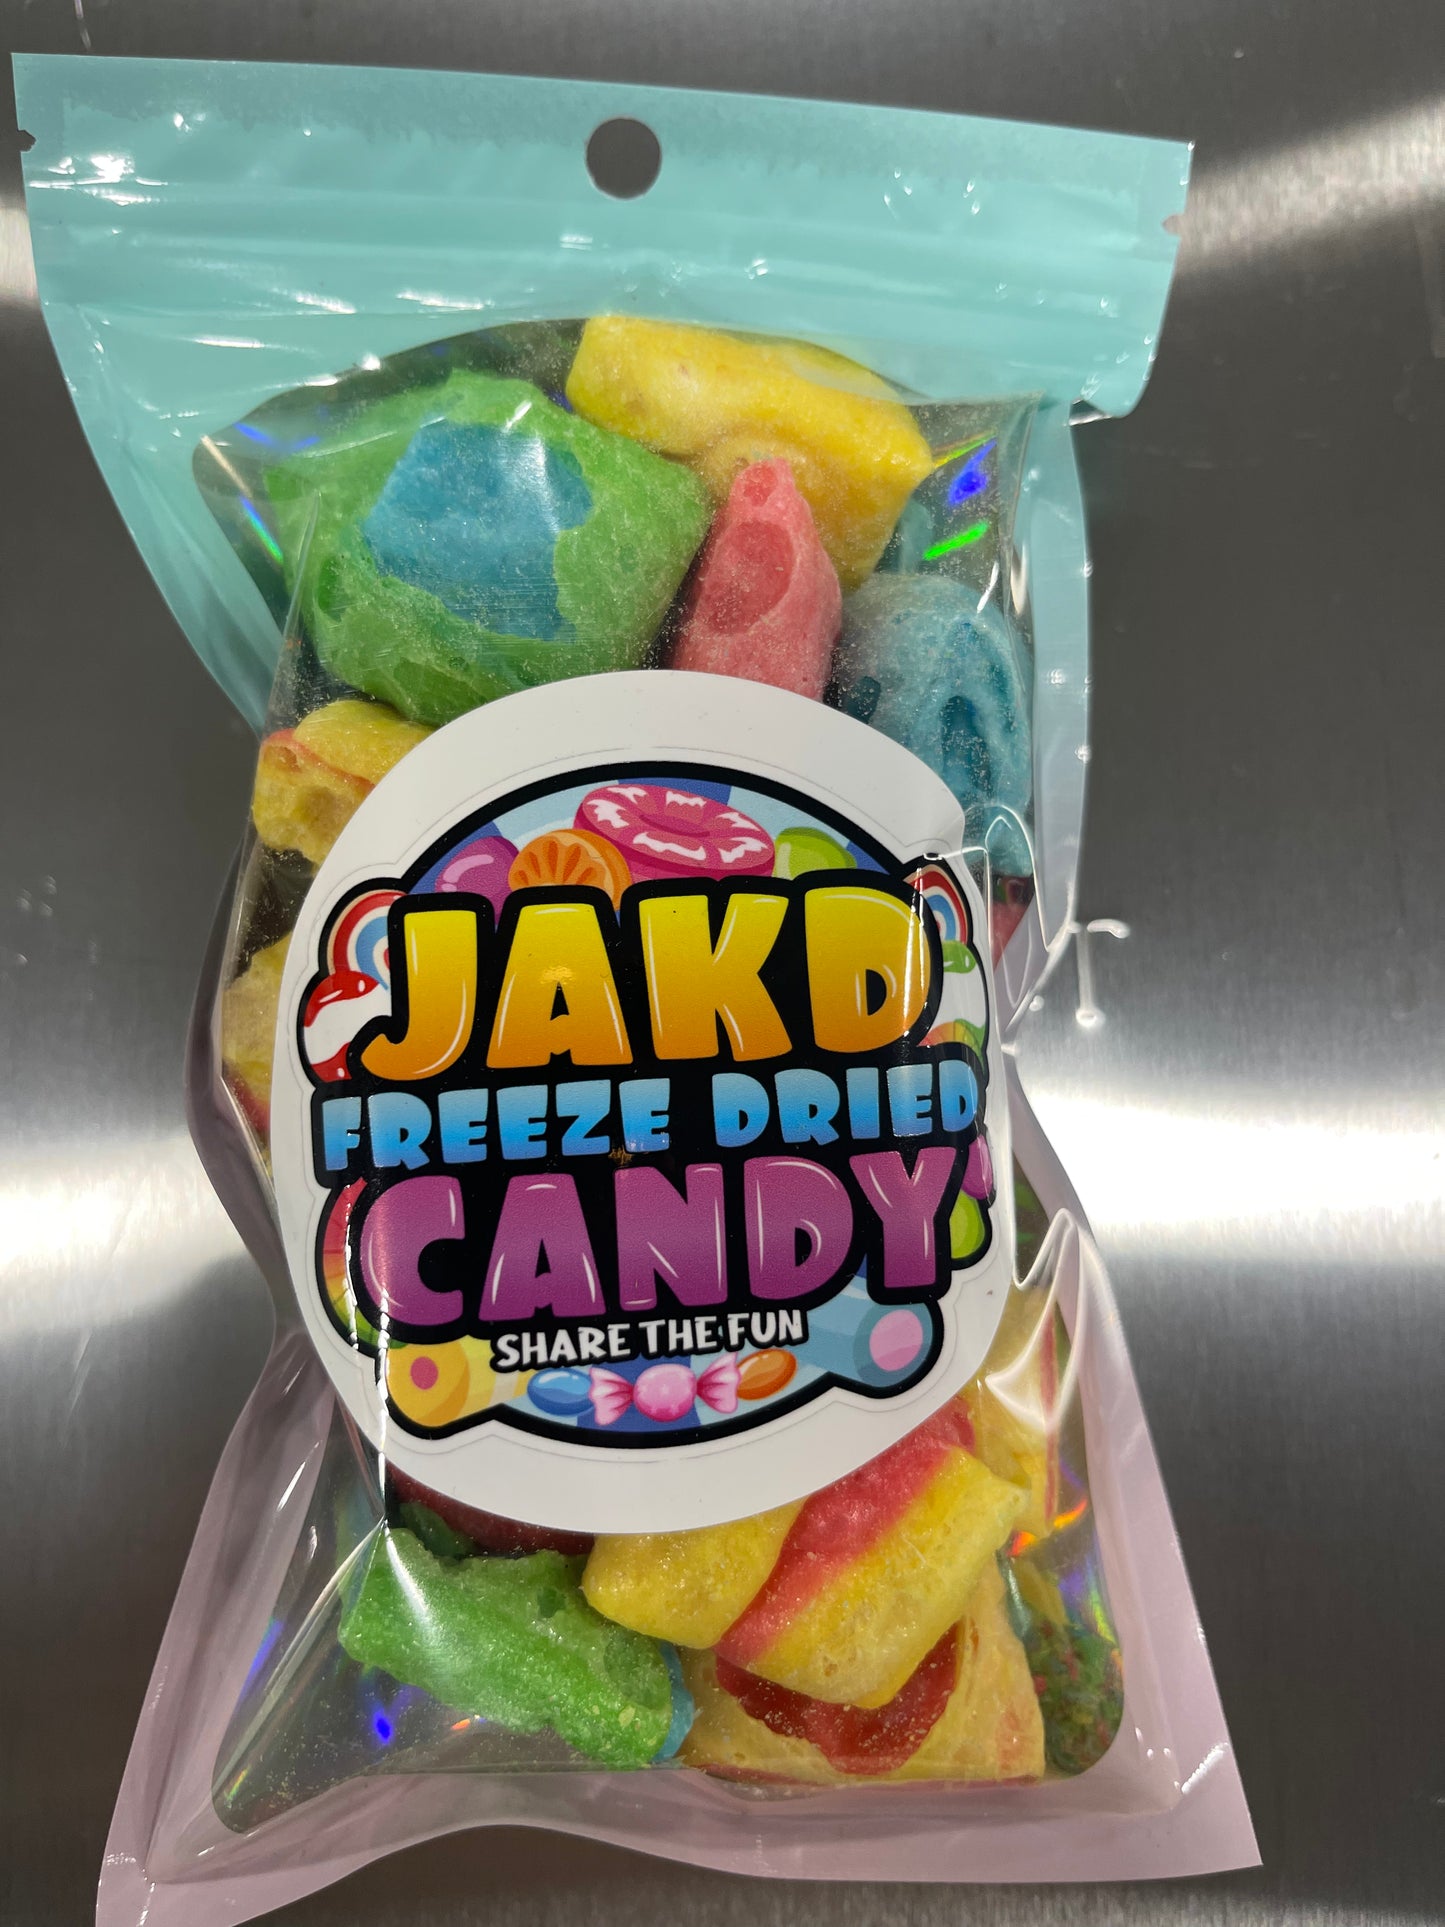 JAKD
FREEZE DRIED
CANDY
SHARE THE FUN